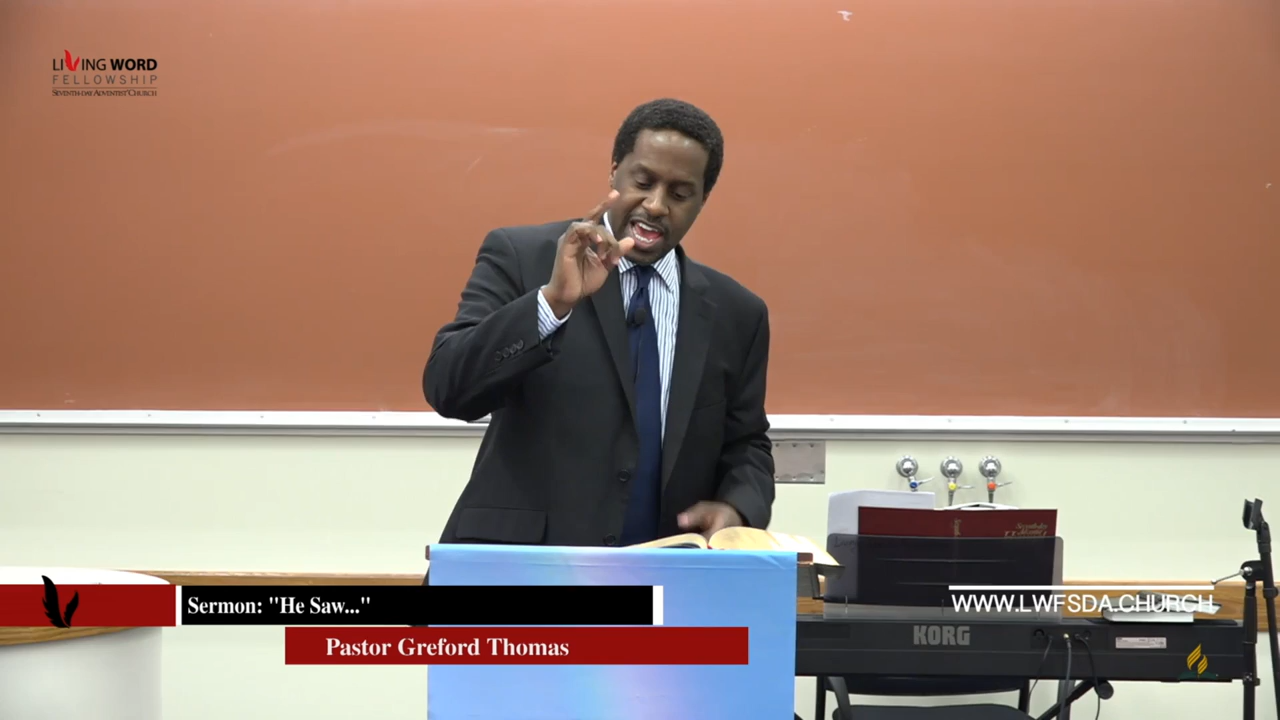 LIVING WORD
FELLOWSHIP
SEVENTH-DAY ADVENTIST CHURCH
Sermon: "He Saw..."
Pastor Greford Thomas
WWW.LWFSDA.CHURCH
KORG